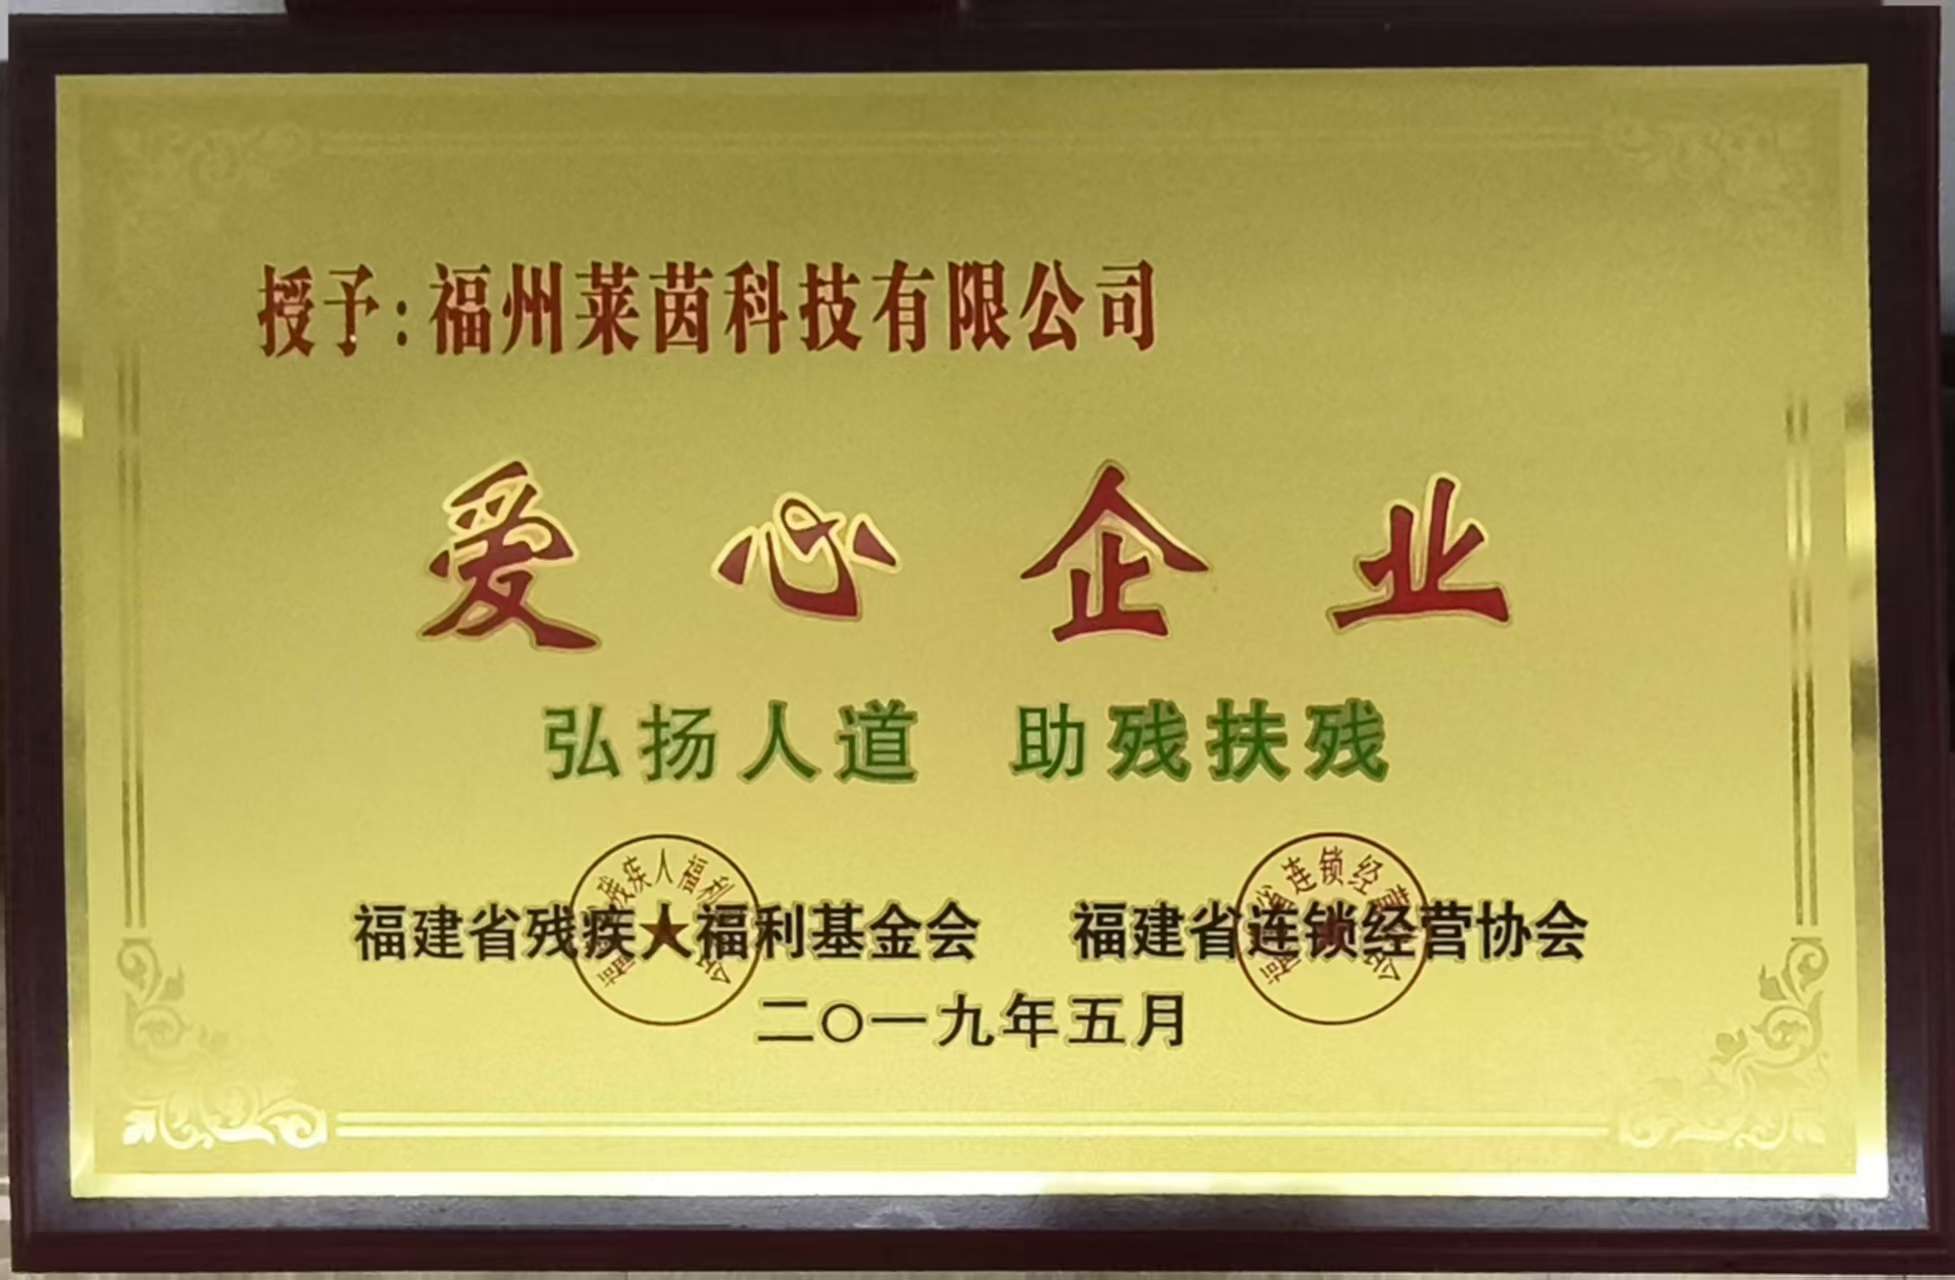 授予：福州莱茵科技有限公司
爱心企业
弘扬人道 助残扶残
福建省残疾人福利基金会 福建省连锁经营协会
二〇一九年五月